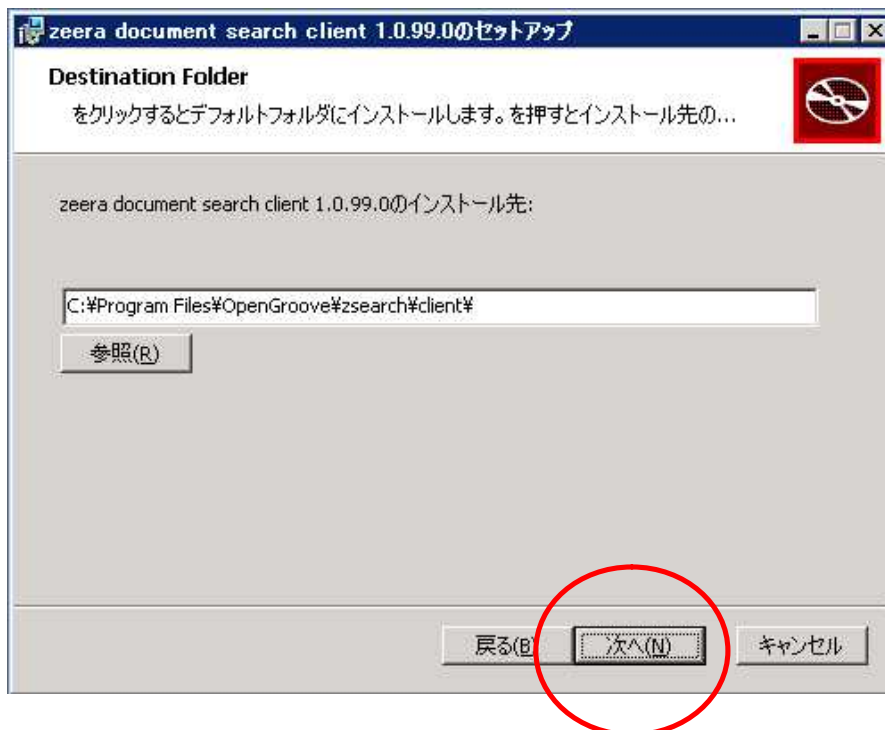 zeera document search client 1.0.99.0のセットアップ
Destination Folder
をクリックするとデフォルトフォルダにインストールします。を押すとインストール先の...
zeera document search client 1.0.99.0のインストール先:
C:¥Program Files¥OpenGroove¥zsearch¥client¥
参照(R)
戻る(B) 次へ(N) キャンセル